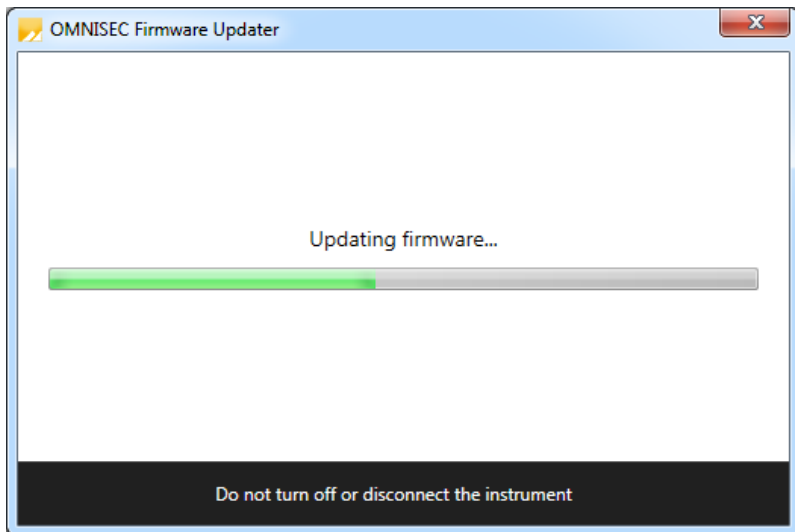 OMNISEC Firmware Updater
Updating firmware...
Do not turn off or disconnect the instrument